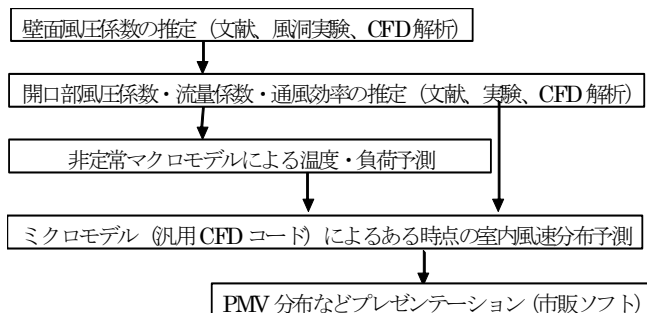 壁面風圧係数の推定（文献、風洞実験、CFD解析）
開口部風圧係数・流量係数・通風効率の推定（文献、実験、CFD解析）
非定常マクロモデルによる温度・負荷予測
ミクロモデル（汎用CFDコード）によるある時点の室内風速分布予測
PMV分布などプレゼンテーション（市販ソフト）